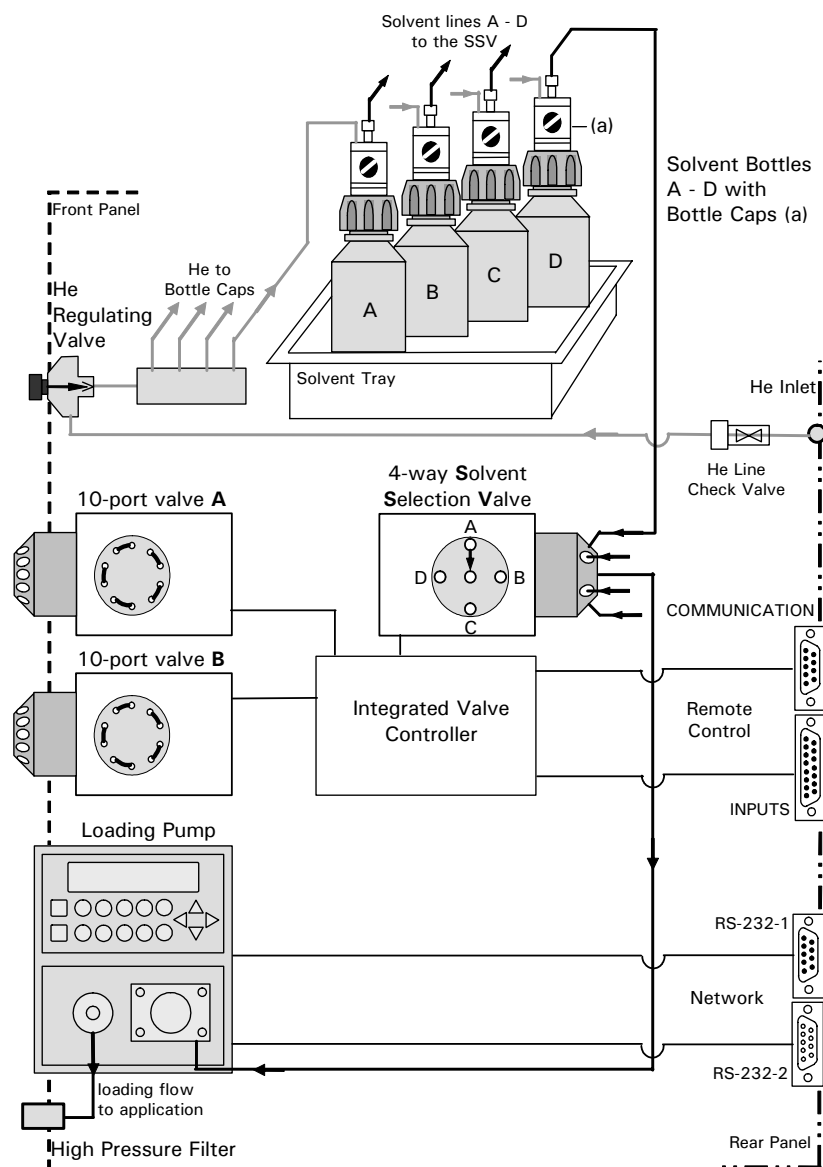 Solvent lines A - D
to the SSV
(a)
Solvent Bottles
A - D with
Bottle Caps (a)
Front Panel
He to
Bottle Caps
He
Regulating
Valve
A
B
C
D
Solvent Tray
He Inlet
He Line
Check Valve
4-way Solvent
Selection Valve
10-port valve A
A
D
B
C
COMMUNICATION
10-port valve B
Integrated Valve
Controller
Remote
Control
INPUTS
Loading Pump
RS-232-1
Network
RS-232-2
loading flow
to application
High Pressure Filter
Rear Panel